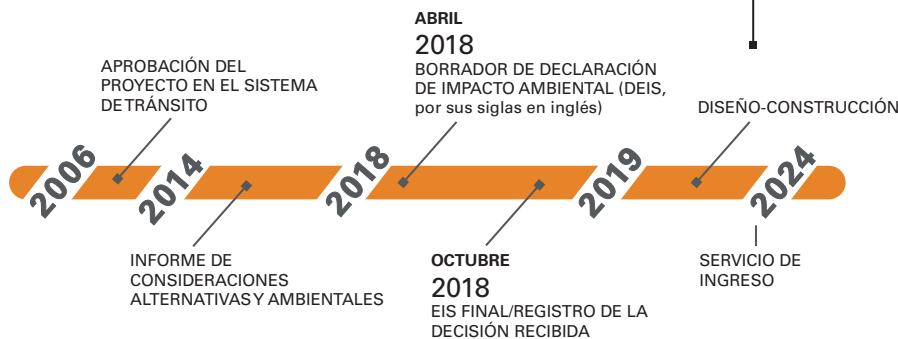 APROBACIÓN DEL
PROYECTO EN EL SISTEMA
DE TRÁNSITO
ABRIL
2018
BORRADOR DE DECLARACIÓN
DE IMPACTO AMBIENTAL (DEIS,
por sus siglas en inglés)
DISEÑO-CONSTRUCCIÓN
2006
2014
2018
2019
2024
INFORME DE
CONSIDERACIONES
ALTERNATIVAS Y AMBIENTALES
OCTUBRE
2018
EIS FINAL/REGISTRO DE LA
DECISIÓN RECIBIDA
SERVICIO DE
INGRESO